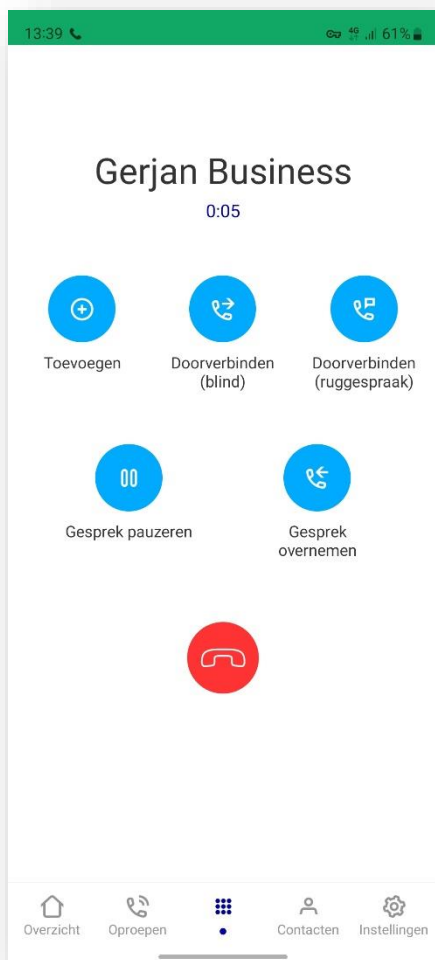 13:39
4G 61%
Gerjan Business
0:05
Toevoegen
Doorverbinden
(blind)
Doorverbinden
(ruggespraak)
Gesprek pauzeren
Gesprek
overnemen
Overzicht Oproepen Contacten Instellingen